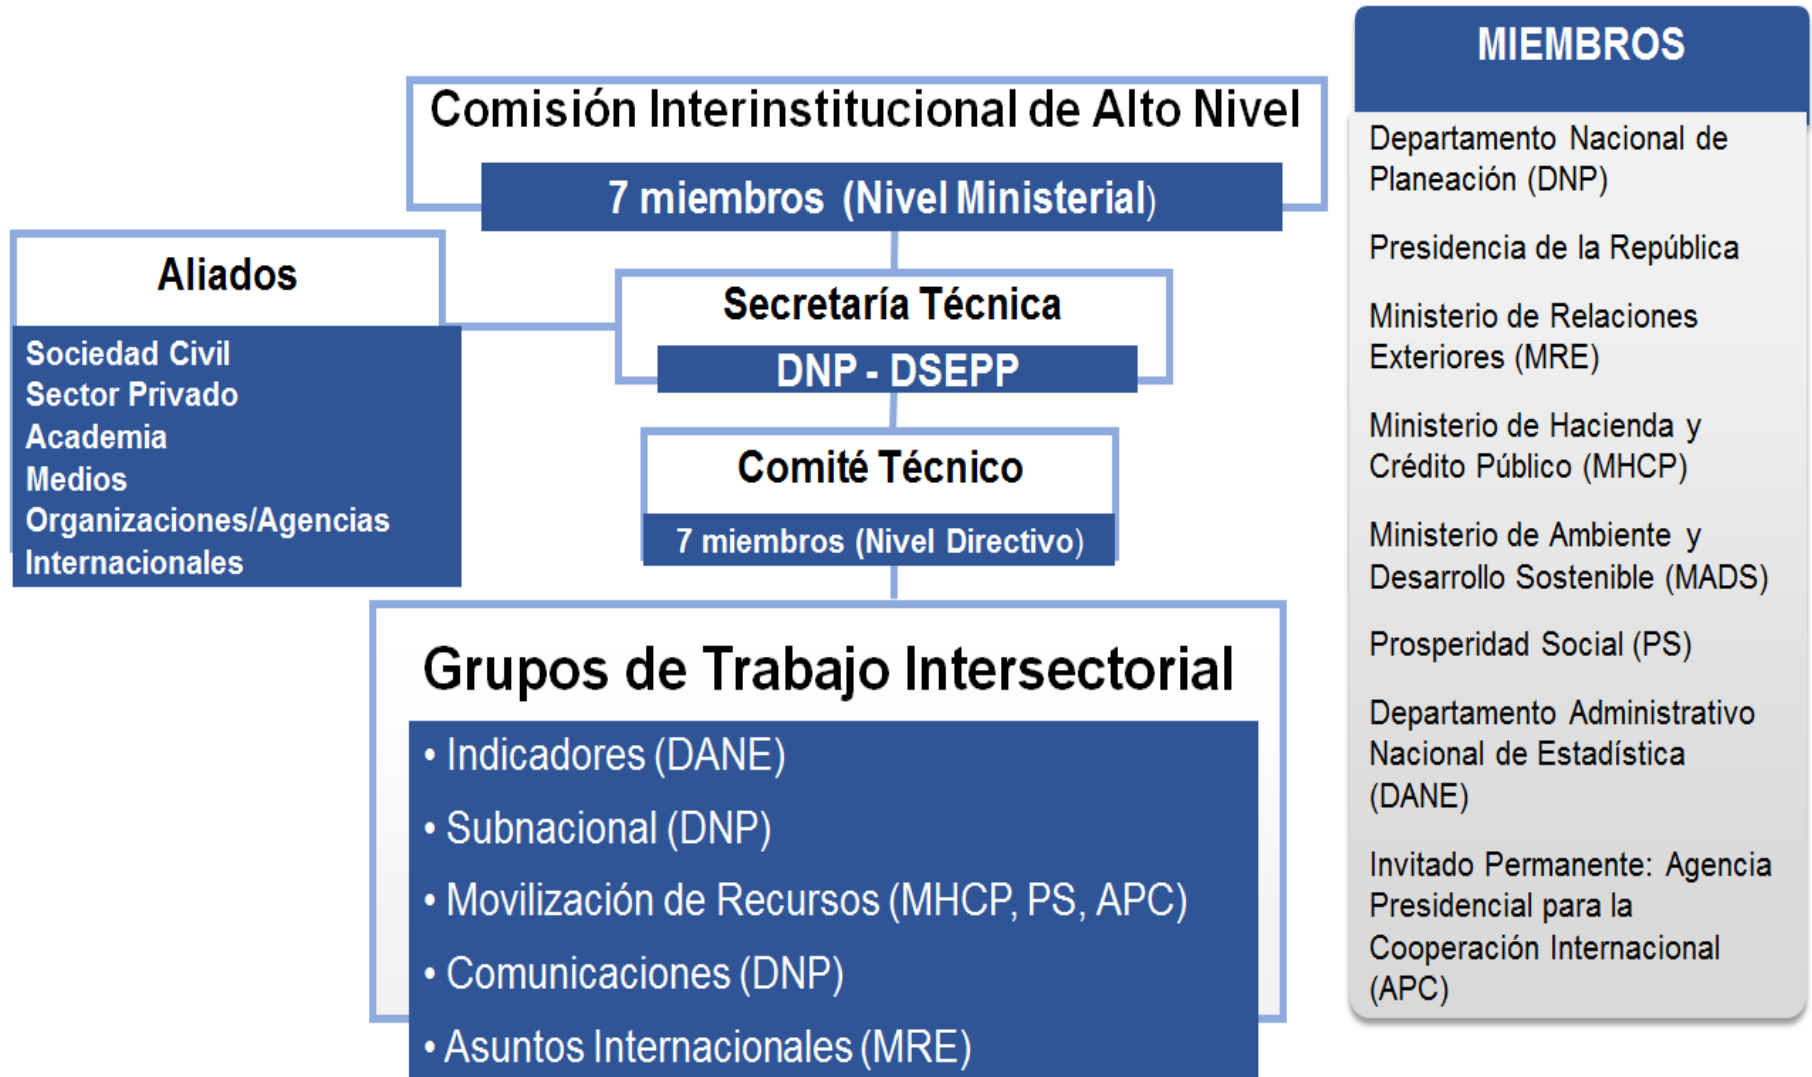 Comisión Interinstitucional de Alto Nivel
7 miembros (Nivel Ministerial)
Aliados
Sociedad Civil
Sector Privado
Academia
Medios
Organizaciones/Agencias
Internacionales
Secretaría Técnica
DNP - DSEPP
Comité Técnico
7 miembros (Nivel Directivo)
Grupos de Trabajo Intersectorial
• Indicadores (DANE)
• Subnacional (DNP)
• Movilización de Recursos (MHCP, PS, APC)
• Comunicaciones (DNP)
• Asuntos Internacionales (MRE)
MIEMBROS
Departamento Nacional de
Planeación (DNP)
Presidencia de la República
Ministerio de Relaciones
Exteriores (MRE)
Ministerio de Hacienda y
Crédito Público (MHCP)
Ministerio de Ambiente y
Desarrollo Sostenible (MADS)
Prosperidad Social (PS)
Departamento Administrativo
Nacional de Estadística
(DANE)
Invitado Permanente: Agencia
Presidencial para la
Cooperación Internacional
(APC)